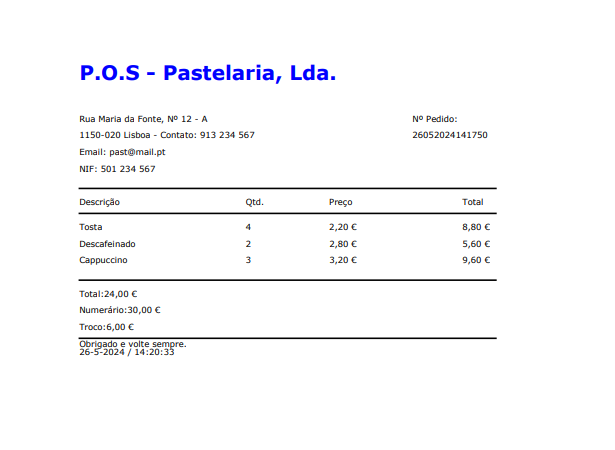 P.O.S - Pastelaria, Lda.
Rua Maria da Fonte, Nº 12 - A
Nº Pedido:
1150-020 Lisboa - Contato: 913 234 567
26052024141750
Email: past@mail.pt
NIF: 501 234 567
Descrição Qtd. Preço Total
Tosta 4 2,20 € 8,80 €
Descafeinado 2 2,80 € 5,60 €
Cappuccino 3 3,20 € 9,60 €
Total:24,00 €
Numerário:30,00 €
Troco:6,00 €
Obrigado e volte sempre.
26-5-2024 / 14:20:33